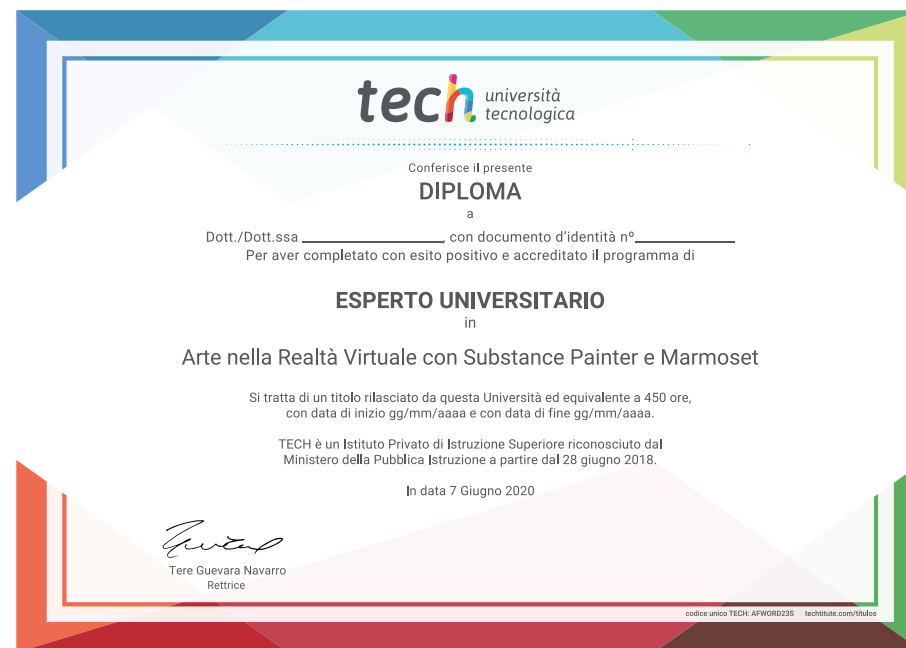 tech università
tecnologica
Conferisce il presente
DIPLOMA
a
Dott./Dott.ssa ________________, con documento d'identità nº____________
Per aver completato con esito positivo e accreditato il programma di
ESPERTO UNIVERSITARIO
in
Arte nella Realtà Virtuale con Substance Painter e Marmoset
Si tratta di un titolo rilasciato da questa Università ed equivalente a 450 ore,
con data di inizio gg/mm/aaaa e con data di fine gg/mm/aaaa.
TECH è un Istituto Privato di Istruzione Superiore riconosciuto dal
Ministero della Pubblica Istruzione a partire dal 28 giugno 2018.
In data 7 Giugno 2020
Tere Guevara Navarro
Rettrice
codice unico TECH: AFWORD23S techtitute.com/títulos